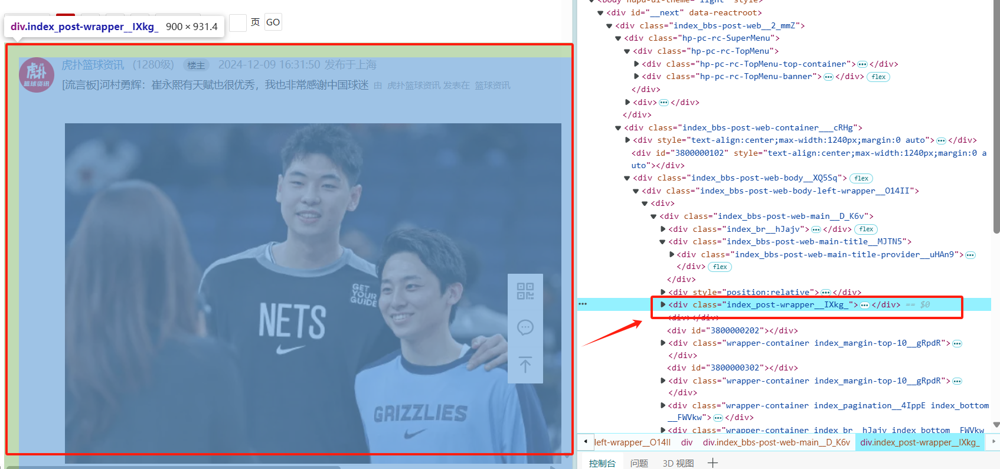 页 GO
div.index_post-wrapper__IXkg_ 900 × 931.4
虎扑篮球资讯 (1280级) 楼主 2024-12-09 16:31:50 发布于上海
虎扑
篮球资讯
[流言板]河村勇辉：崔永熙有天赋也很优秀，我也非常感谢中国球迷 由 虎扑篮球资讯 发表在 篮球资讯
GET
YOUR
GUIDE
NETS
GRIZZLIES
<body hupu-ui-theme="light" style>
<div id="__next" data-reactroot>
<div class="index_bbs-post-web__2_mmZ">
<div class="hp-pc-rc-SuperMenu">
<div class="hp-pc-rc-TopMenu">
<div class="hp-pc-rc-TopMenu-top-container">…</div>
<div class="hp-pc-rc-TopMenu-banner">…</div> flex
</div>
<div>…</div>
</div>
<div class="index_bbs-post-web-container___cRHg">
<div style="text-align:center;max-width:1240px;margin:0 auto">…</div>
<div id="3800000102" style="text-align:center;max-width:1240px;margin:0 a
uto"></div>
<div class="index_bbs-post-web-body__XQ5Sq"> flex
<div class="index_bbs-post-web-body-left-wrapper__O14II">
<div>
<div class="index_bbs-post-web-main__D_K6v">
<div class="index_br__hJajv">…</div> flex
<div class="index_bbs-post-web-main-title__MJTN5">
<div class="index_bbs-post-web-main-title-provider__uHAn9">…
</div> flex
</div>
<div style="position:relative">…</div>
… <div class="index_post-wrapper__IXkg_">…</div> == $0
<div></div>
<div id="3800000202"></div>
<div class="wrapper-container index_margin-top-10__gRpdR">…
</div>
<div id="3800000302"></div>
<div class="wrapper-container index_margin-top-10__gRpdR">…
</div>
<div class="wrapper-container index_pagination__4IppE index_bottom
__FWVkw">…</div>
<div class="wrapper-container index_br__hJajv index_bottom__FWVkw
left-wrapper__O14II div div.index_bbs-post-web-main__D_K6v div.index_post-wrapper__IXkg_
控制台 问题 3D 视图 +